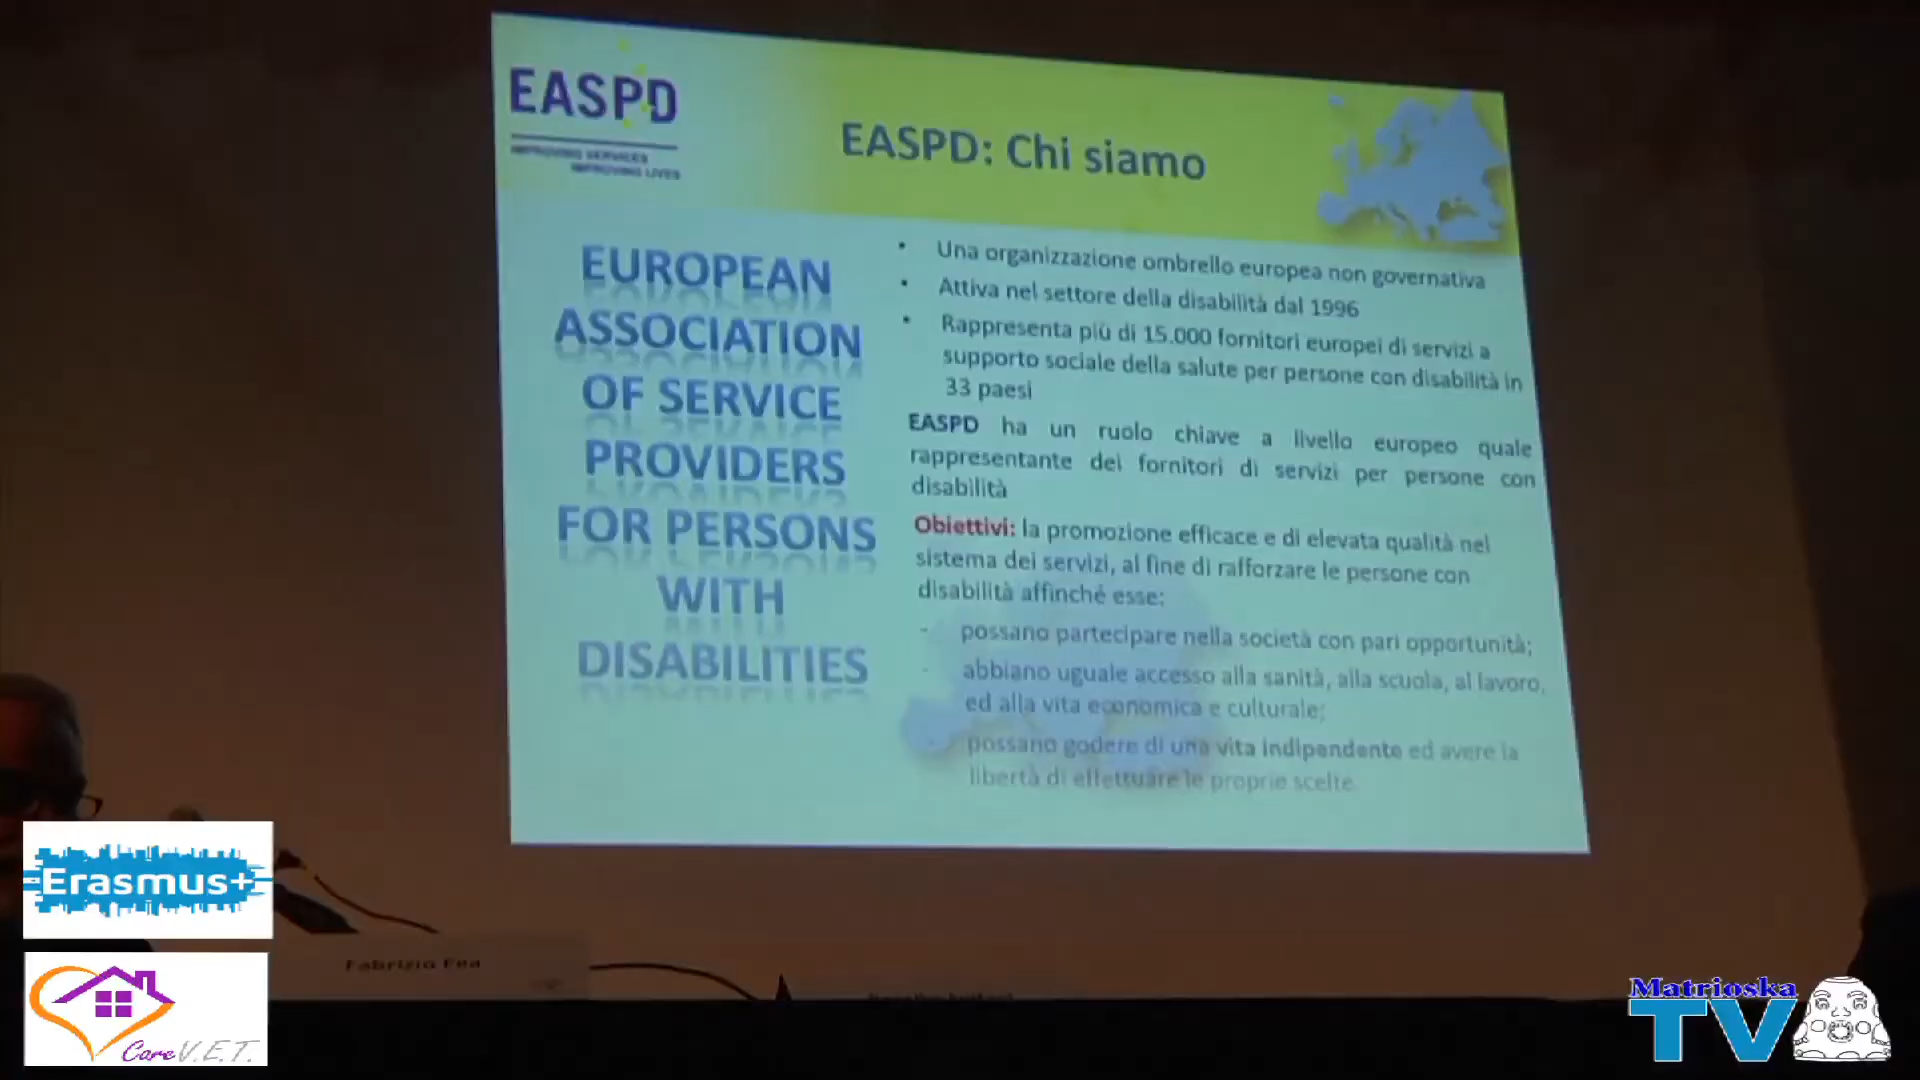 EASPD
IMPROVING SERVICES
IMPROVING LIVES
EASPD: Chi siamo
EUROPEAN
ASSOCIATION
OF SERVICE
PROVIDERS
FOR PERSONS
WITH
DISABILITIES
• Una organizzazione ombrello europea non governativa
• Attiva nel settore della disabilità dal 1996
• Rappresenta più di 15.000 fornitori europei di servizi a
supporto sociale della salute per persone con disabilità in
33 paesi
EASPD ha un ruolo chiave a livello europeo quale
rappresentante dei fornitori di servizi per persone con
disabilità
Obiettivi: la promozione efficace e di elevata qualità nel
sistema dei servizi, al fine di rafforzare le persone con
disabilità affinché esse:
- possano partecipare nella società con pari opportunità;
- abbiano uguale accesso alla sanità, alla scuola, al lavoro,
ed alla vita economica e culturale;
- possano godere di una vita indipendente ed avere la
libertà di effettuare le proprie scelte.
Erasmus+
Fabrizio Fea
Care V.E.T.
Matrioska
TV